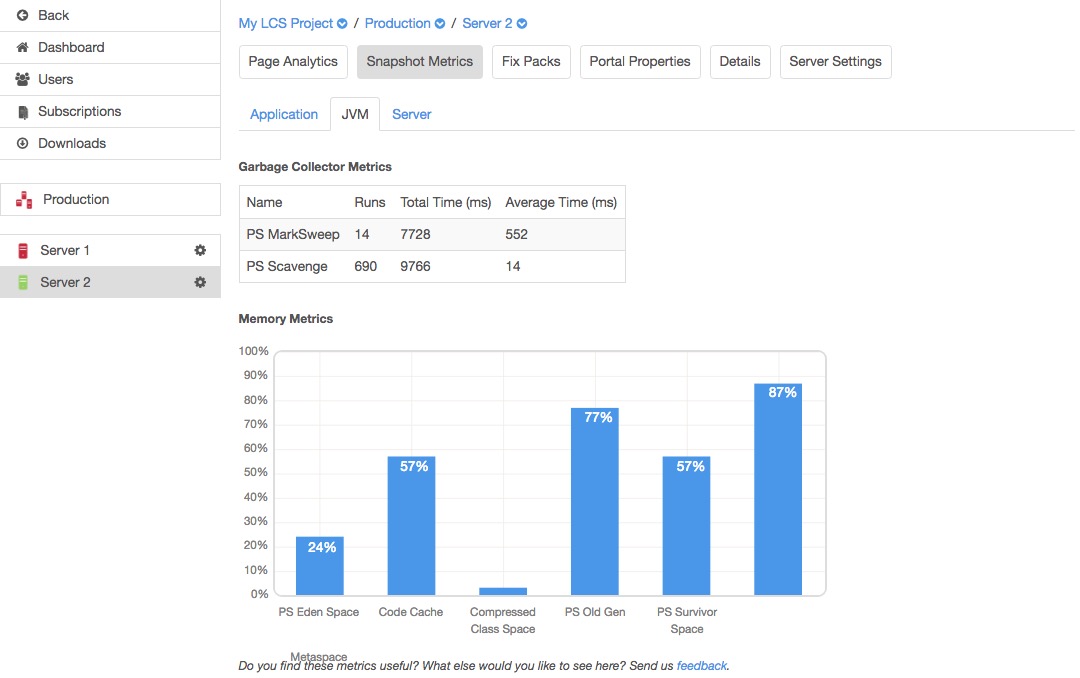 Back
Dashboard
Users
Subscriptions
Downloads
Production
Server 1
Server 2
My LCS Project / Production / Server 2
Page Analytics Snapshot Metrics Fix Packs Portal Properties Details Server Settings
Application JVM Server
Garbage Collector Metrics
Name Runs Total Time (ms) Average Time (ms)
PS MarkSweep 14 7728 552
PS Scavenge 690 9766 14
Memory Metrics
100%
90%
80%
70%
60%
50%
40%
30%
20%
10%
0%
24% 57% 77% 57% 87%
PS Eden Space Code Cache Compressed PS Old Gen PS Survivor
Class Space Space
Metaspace
Do you find these metrics useful? What else would you like to see here? Send us feedback.